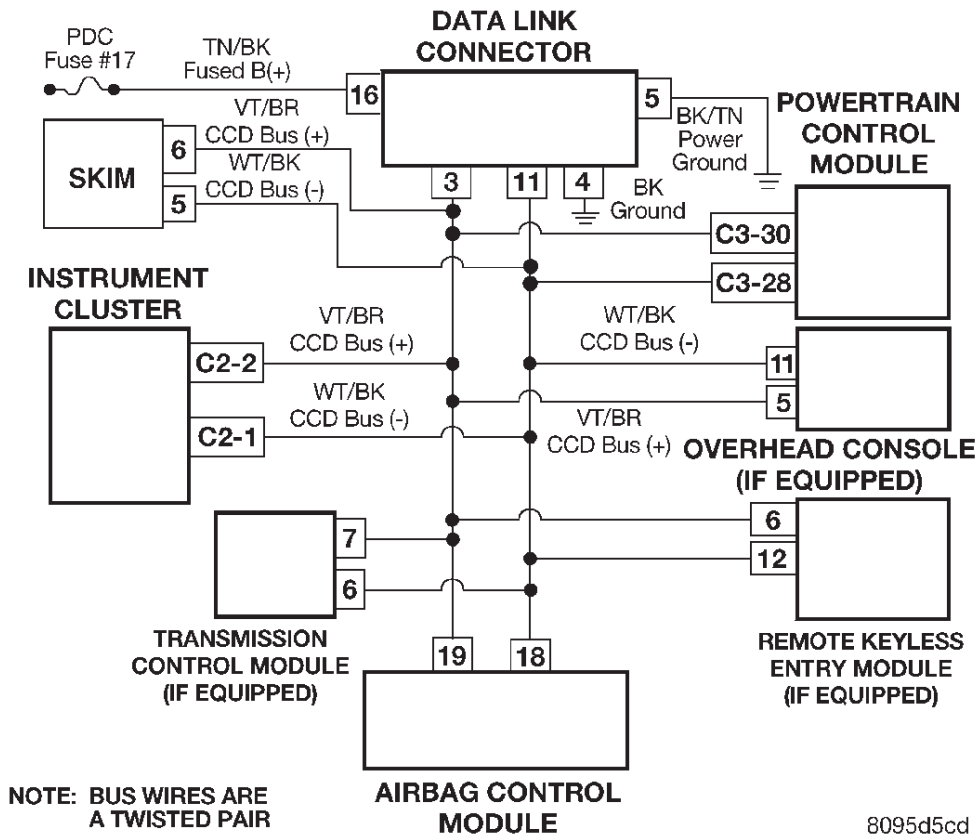 DATA LINK
CONNECTOR
PDC
Fuse #17
TN/BK
Fused B(+)
16
5
BK/TN
Power
Ground
POWERTRAIN
CONTROL
MODULE
VT/BR
CCD Bus (+)
WT/BK
CCD Bus (-)
SKIM
6
5
3
11
4
BK
Ground
C3-30
C3-28
INSTRUMENT
CLUSTER
VT/BR
CCD Bus (+)
C2-2
WT/BK
CCD Bus (-)
C2-1
WT/BK
CCD Bus (-)
11
5
VT/BR
CCD Bus (+)
OVERHEAD CONSOLE
(IF EQUIPPED)
7
6
TRANSMISSION
CONTROL MODULE
(IF EQUIPPED)
6
12
REMOTE KEYLESS
ENTRY MODULE
(IF EQUIPPED)
19
18
AIRBAG CONTROL
MODULE
NOTE: BUS WIRES ARE
A TWISTED PAIR
8095d5cd